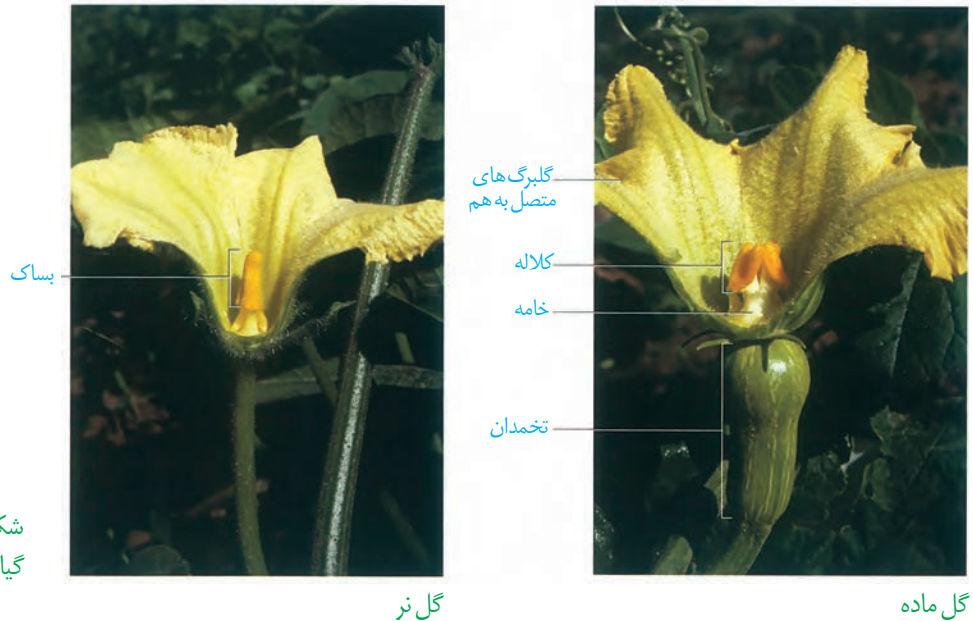 گلبرگ‌های
متصل به هم
کلاله
خامه
تخمدان
بساک
گل ماده
گل نر